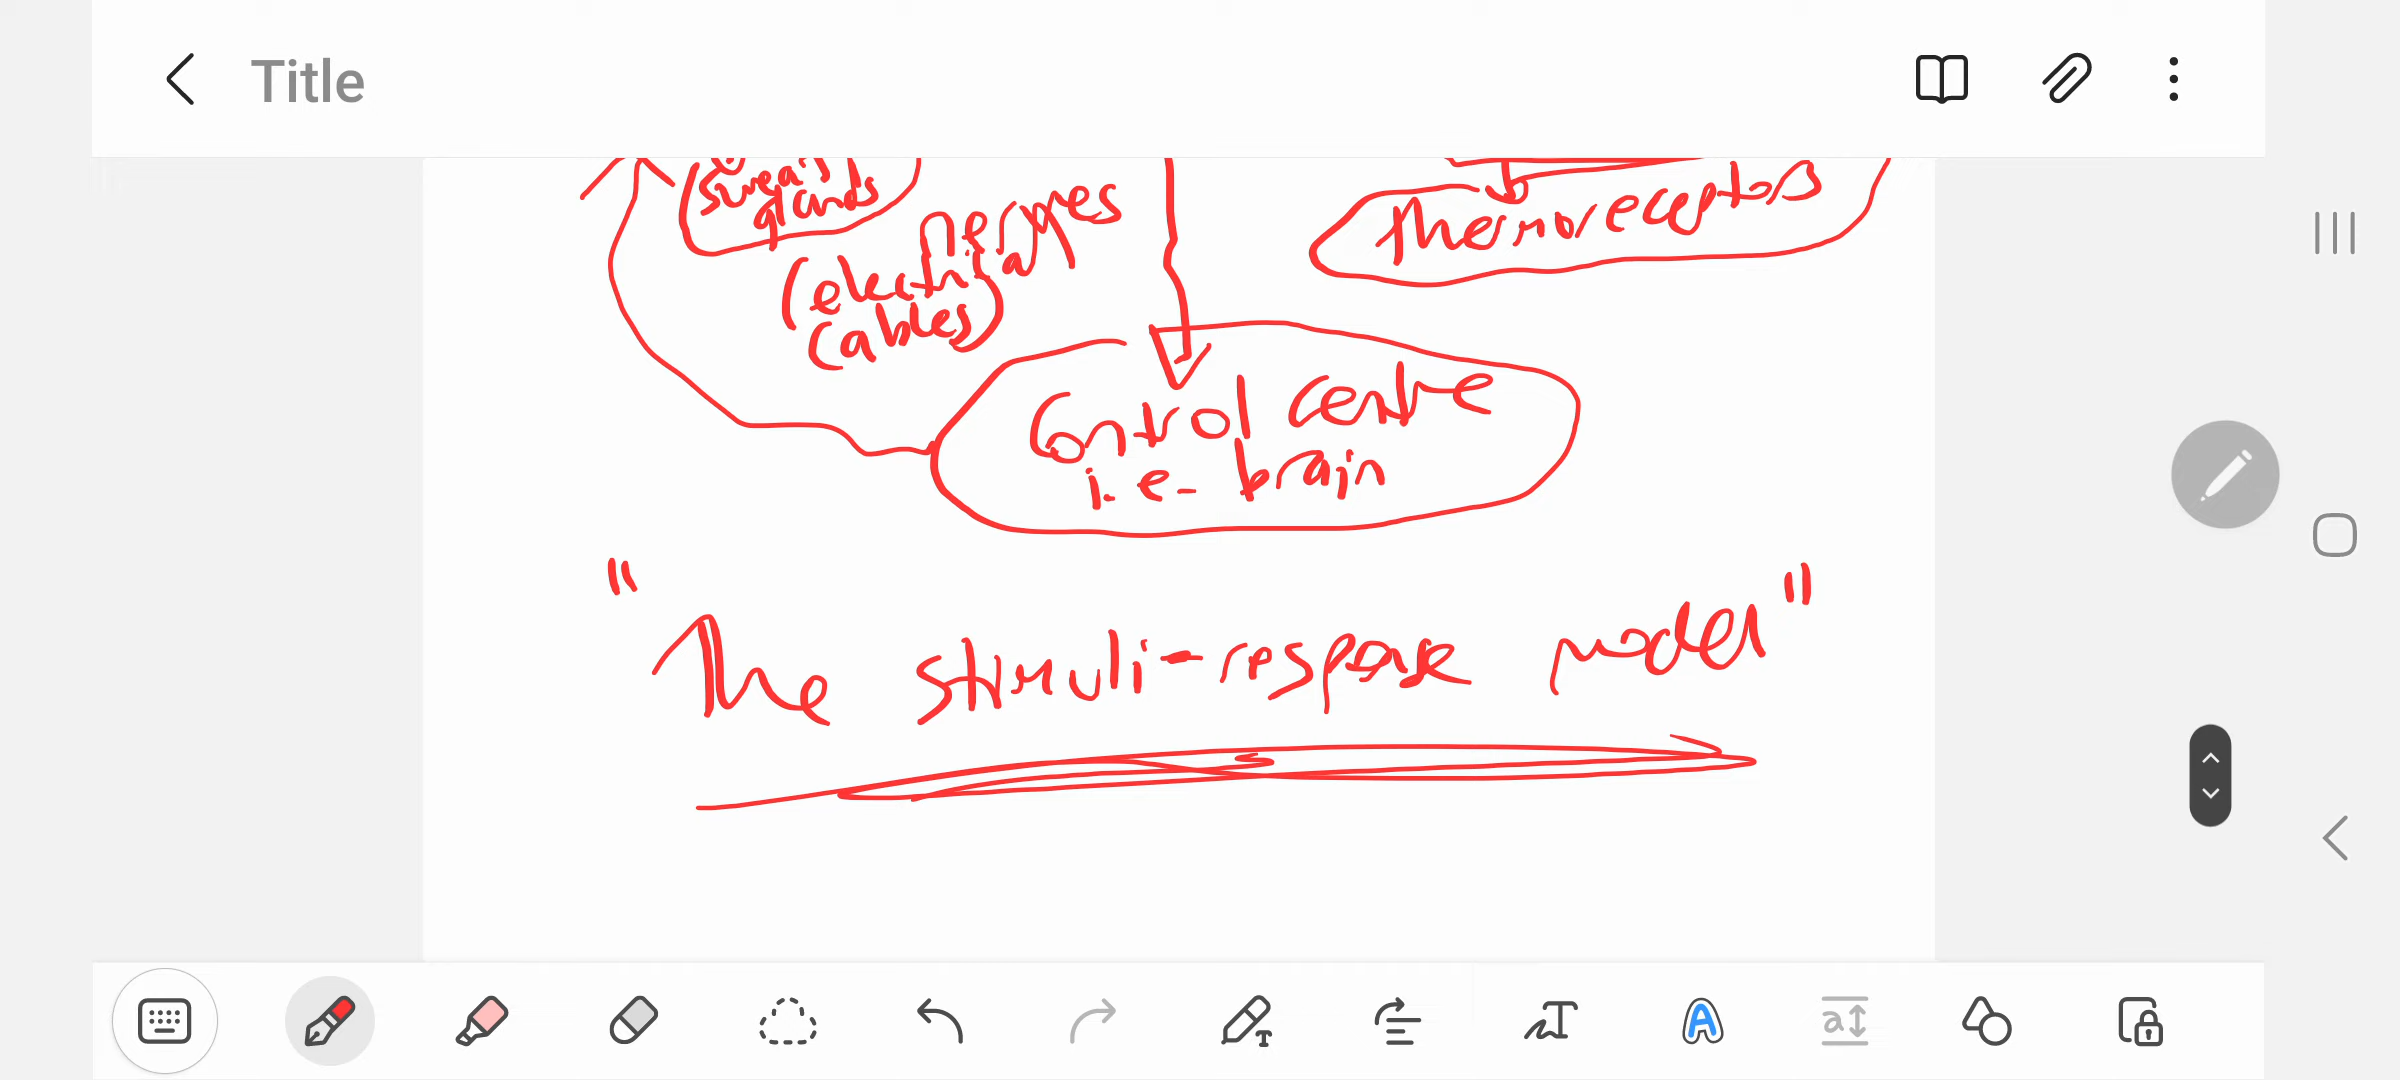 Title
sweat
glands
nerves
(electrical
cables)
thermoreceptors
Control centre
i.e. brain
"The stimuli-response model"